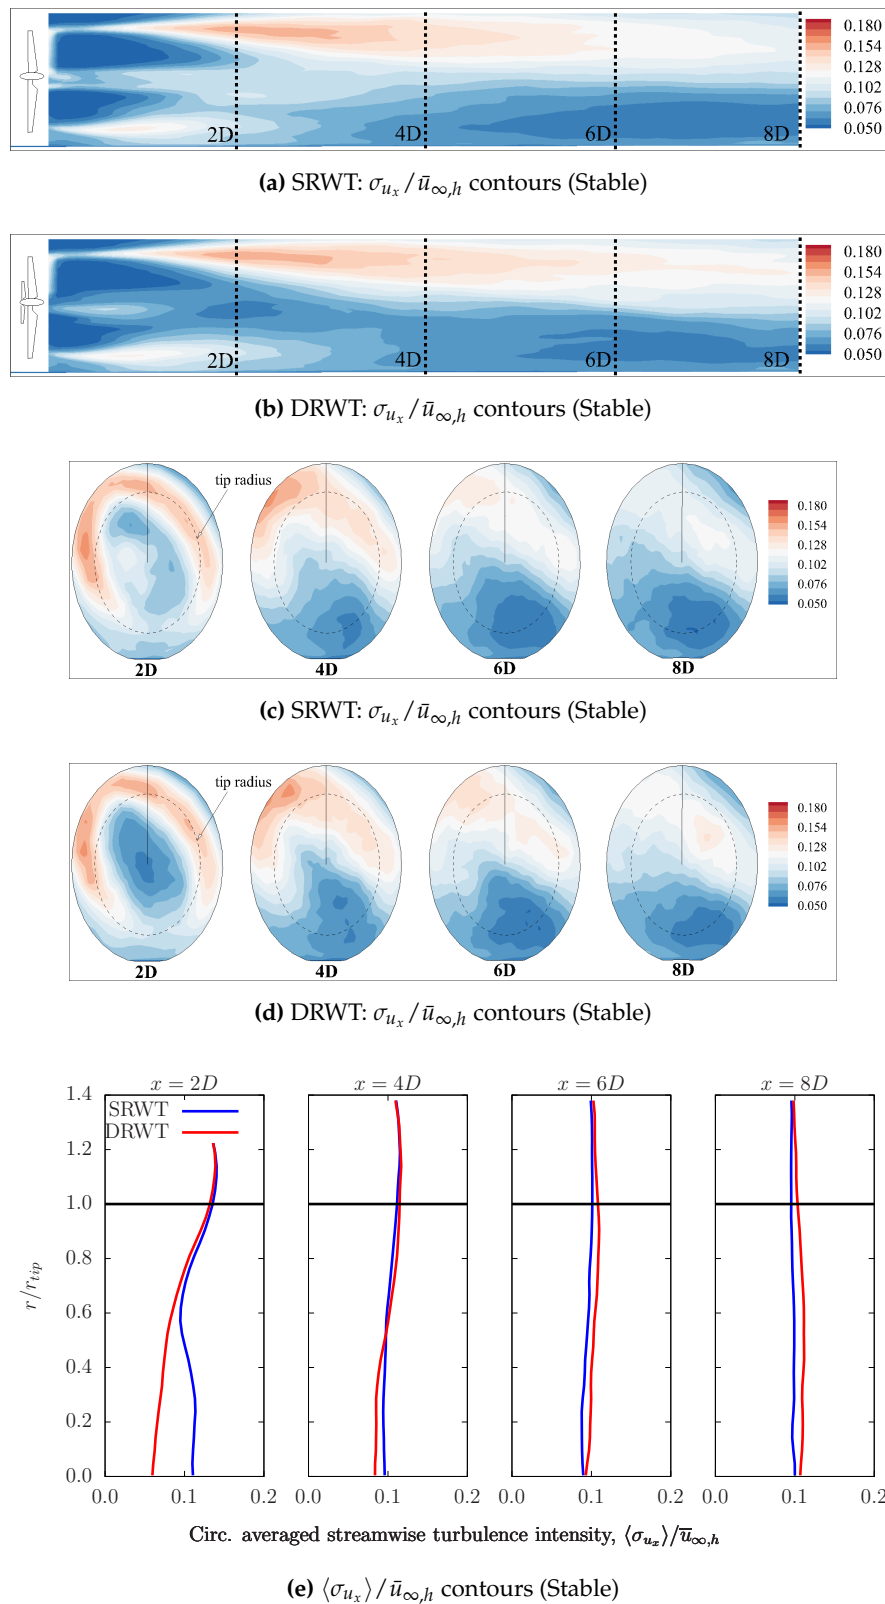 0.180
0.154
0.128
0.102
0.076
0.050
2D 4D 6D 8D
(a) SRWT: σ_{u_x}/ū_{∞,h} contours (Stable)
0.180
0.154
0.128
0.102
0.076
0.050
2D 4D 6D 8D
(b) DRWT: σ_{u_x}/ū_{∞,h} contours (Stable)
tip radius
0.180
0.154
0.128
0.102
0.076
0.050
2D 4D 6D 8D
(c) SRWT: σ_{u_x}/ū_{∞,h} contours (Stable)
tip radius
0.180
0.154
0.128
0.102
0.076
0.050
2D 4D 6D 8D
(d) DRWT: σ_{u_x}/ū_{∞,h} contours (Stable)
x = 2D x = 4D x = 6D x = 8D
1.4
SRWT
DRWT
1.2
1.0
0.8
r/r_{tip}
0.6
0.4
0.2
0.0
0.0 0.1 0.2 0.0 0.1 0.2 0.0 0.1 0.2 0.0 0.1 0.2
Circ. averaged streamwise turbulence intensity, ⟨σ_{u_x}⟩/ū_{∞,h}
(e) ⟨σ_{u_x}⟩/ū_{∞,h} contours (Stable)